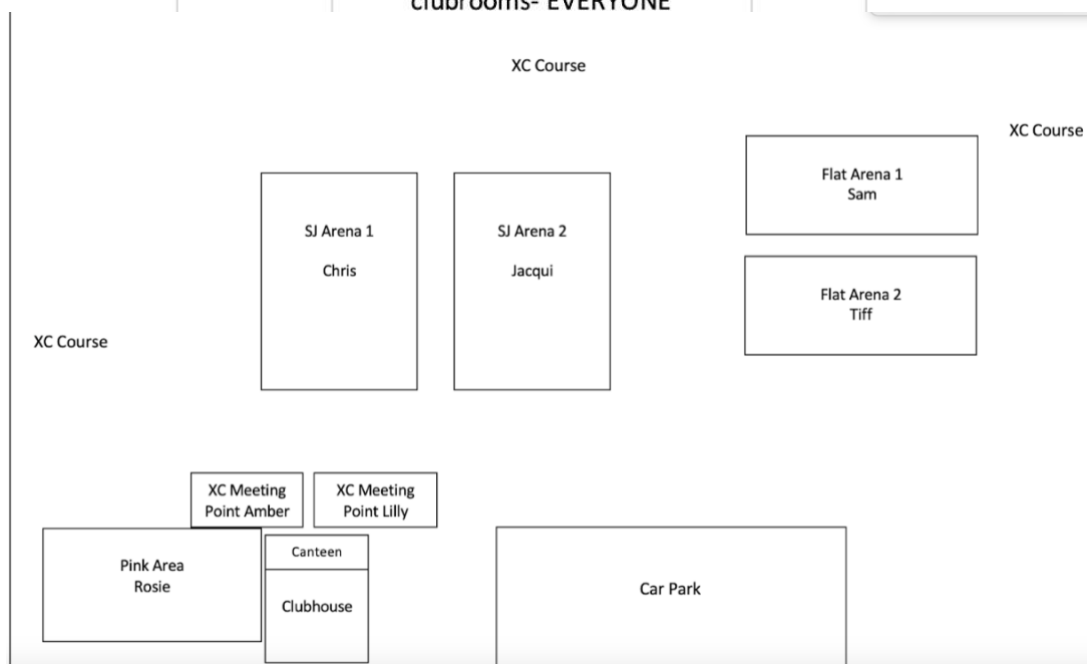 clubrooms- EVERYONE
XC Course
XC Course
Flat Arena 1
Sam
SJ Arena 1
Chris
SJ Arena 2
Jacqui
Flat Arena 2
Tiff
XC Course
XC Meeting
Point Amber
XC Meeting
Point Lilly
Pink Area
Rosie
Canteen
Clubhouse
Car Park